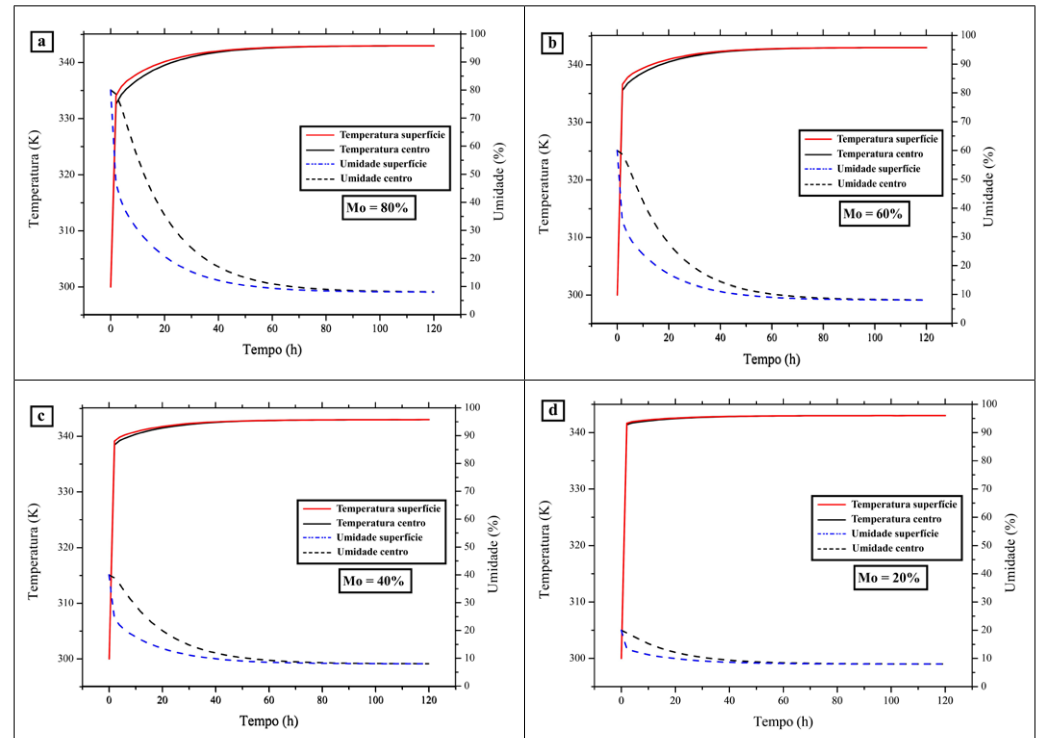 a
Temperatura (K)
340
330
320
310
300
100
90
80
70
60
50
40
30
20
10
0
Umidade (%)
Temperatura superfície
Temperatura centro
Umidade superfície
Umidade centro
Mo = 80%
0 20 40 60 80 100 120
Tempo (h)
b
Temperatura (K)
340
330
320
310
300
100
90
80
70
60
50
40
30
20
10
0
Umidade (%)
Temperatura superfície
Temperatura centro
Umidade superfície
Umidade centro
Mo = 60%
0 20 40 60 80 100 120
Tempo (h)
c
Temperatura (K)
340
330
320
310
300
100
90
80
70
60
50
40
30
20
10
0
Umidade (%)
Temperatura superfície
Temperatura centro
Umidade superfície
Umidade centro
Mo = 40%
0 20 40 60 80 100 120
Tempo (h)
d
Temperatura (K)
340
330
320
310
300
100
90
80
70
60
50
40
30
20
10
0
Umidade (%)
Temperatura superfície
Temperatura centro
Umidade superfície
Umidade centro
Mo = 20%
0 20 40 60 80 100 120
Tempo (h)